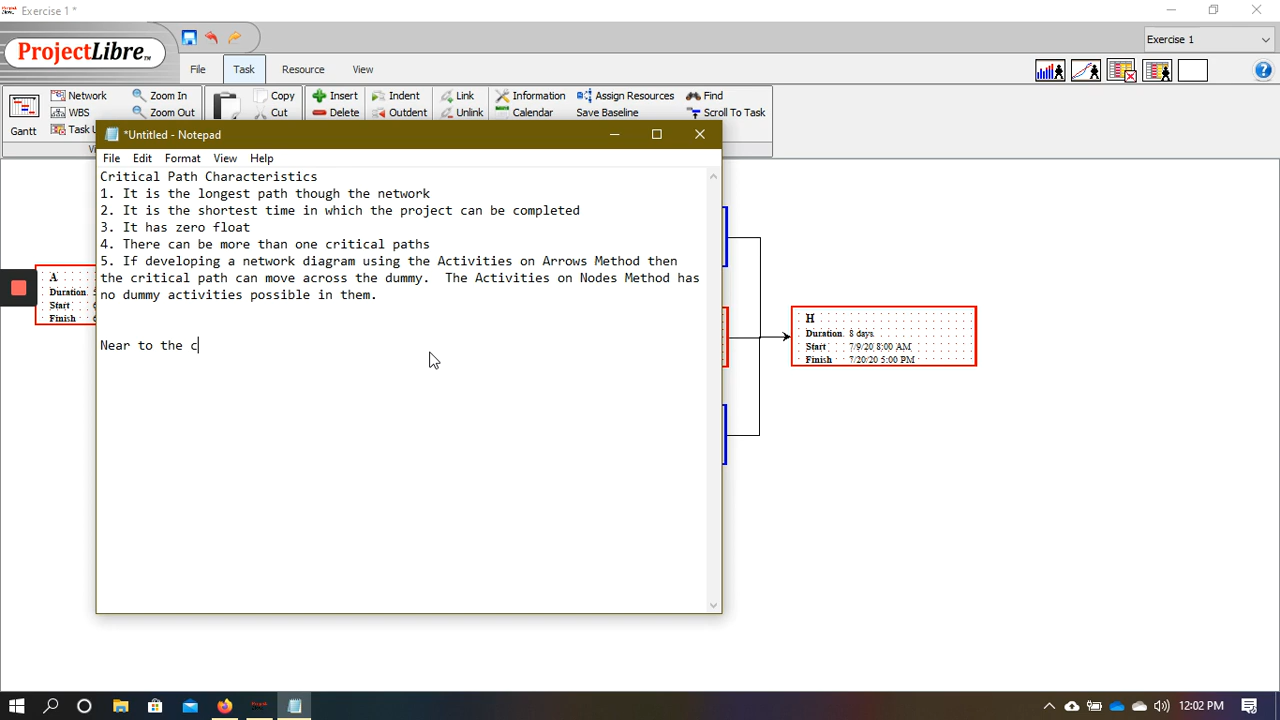 Exercise 1 *
ProjectLibre
Exercise 1
File Task Resource View
Network Zoom In Copy Insert Indent Link Information Assign Resources Find
WBS Zoom Out Cut Delete Outdent Unlink Calendar Save Baseline Scroll To Task
Gantt Task U
*Untitled - Notepad
File Edit Format View Help
Critical Path Characteristics
1. It is the longest path though the network
2. It is the shortest time in which the project can be completed
3. It has zero float
4. There can be more than one critical paths
5. If developing a network diagram using the Activities on Arrows Method then
the critical path can move across the dummy.  The Activities on Nodes Method has
no dummy activities possible in them.
Near to the c
A
Duration
Start
Finish
H
Duration 8 days
Start 7/9/20 8:00 AM
Finish 7/20/20 5:00 PM
12:02 PM